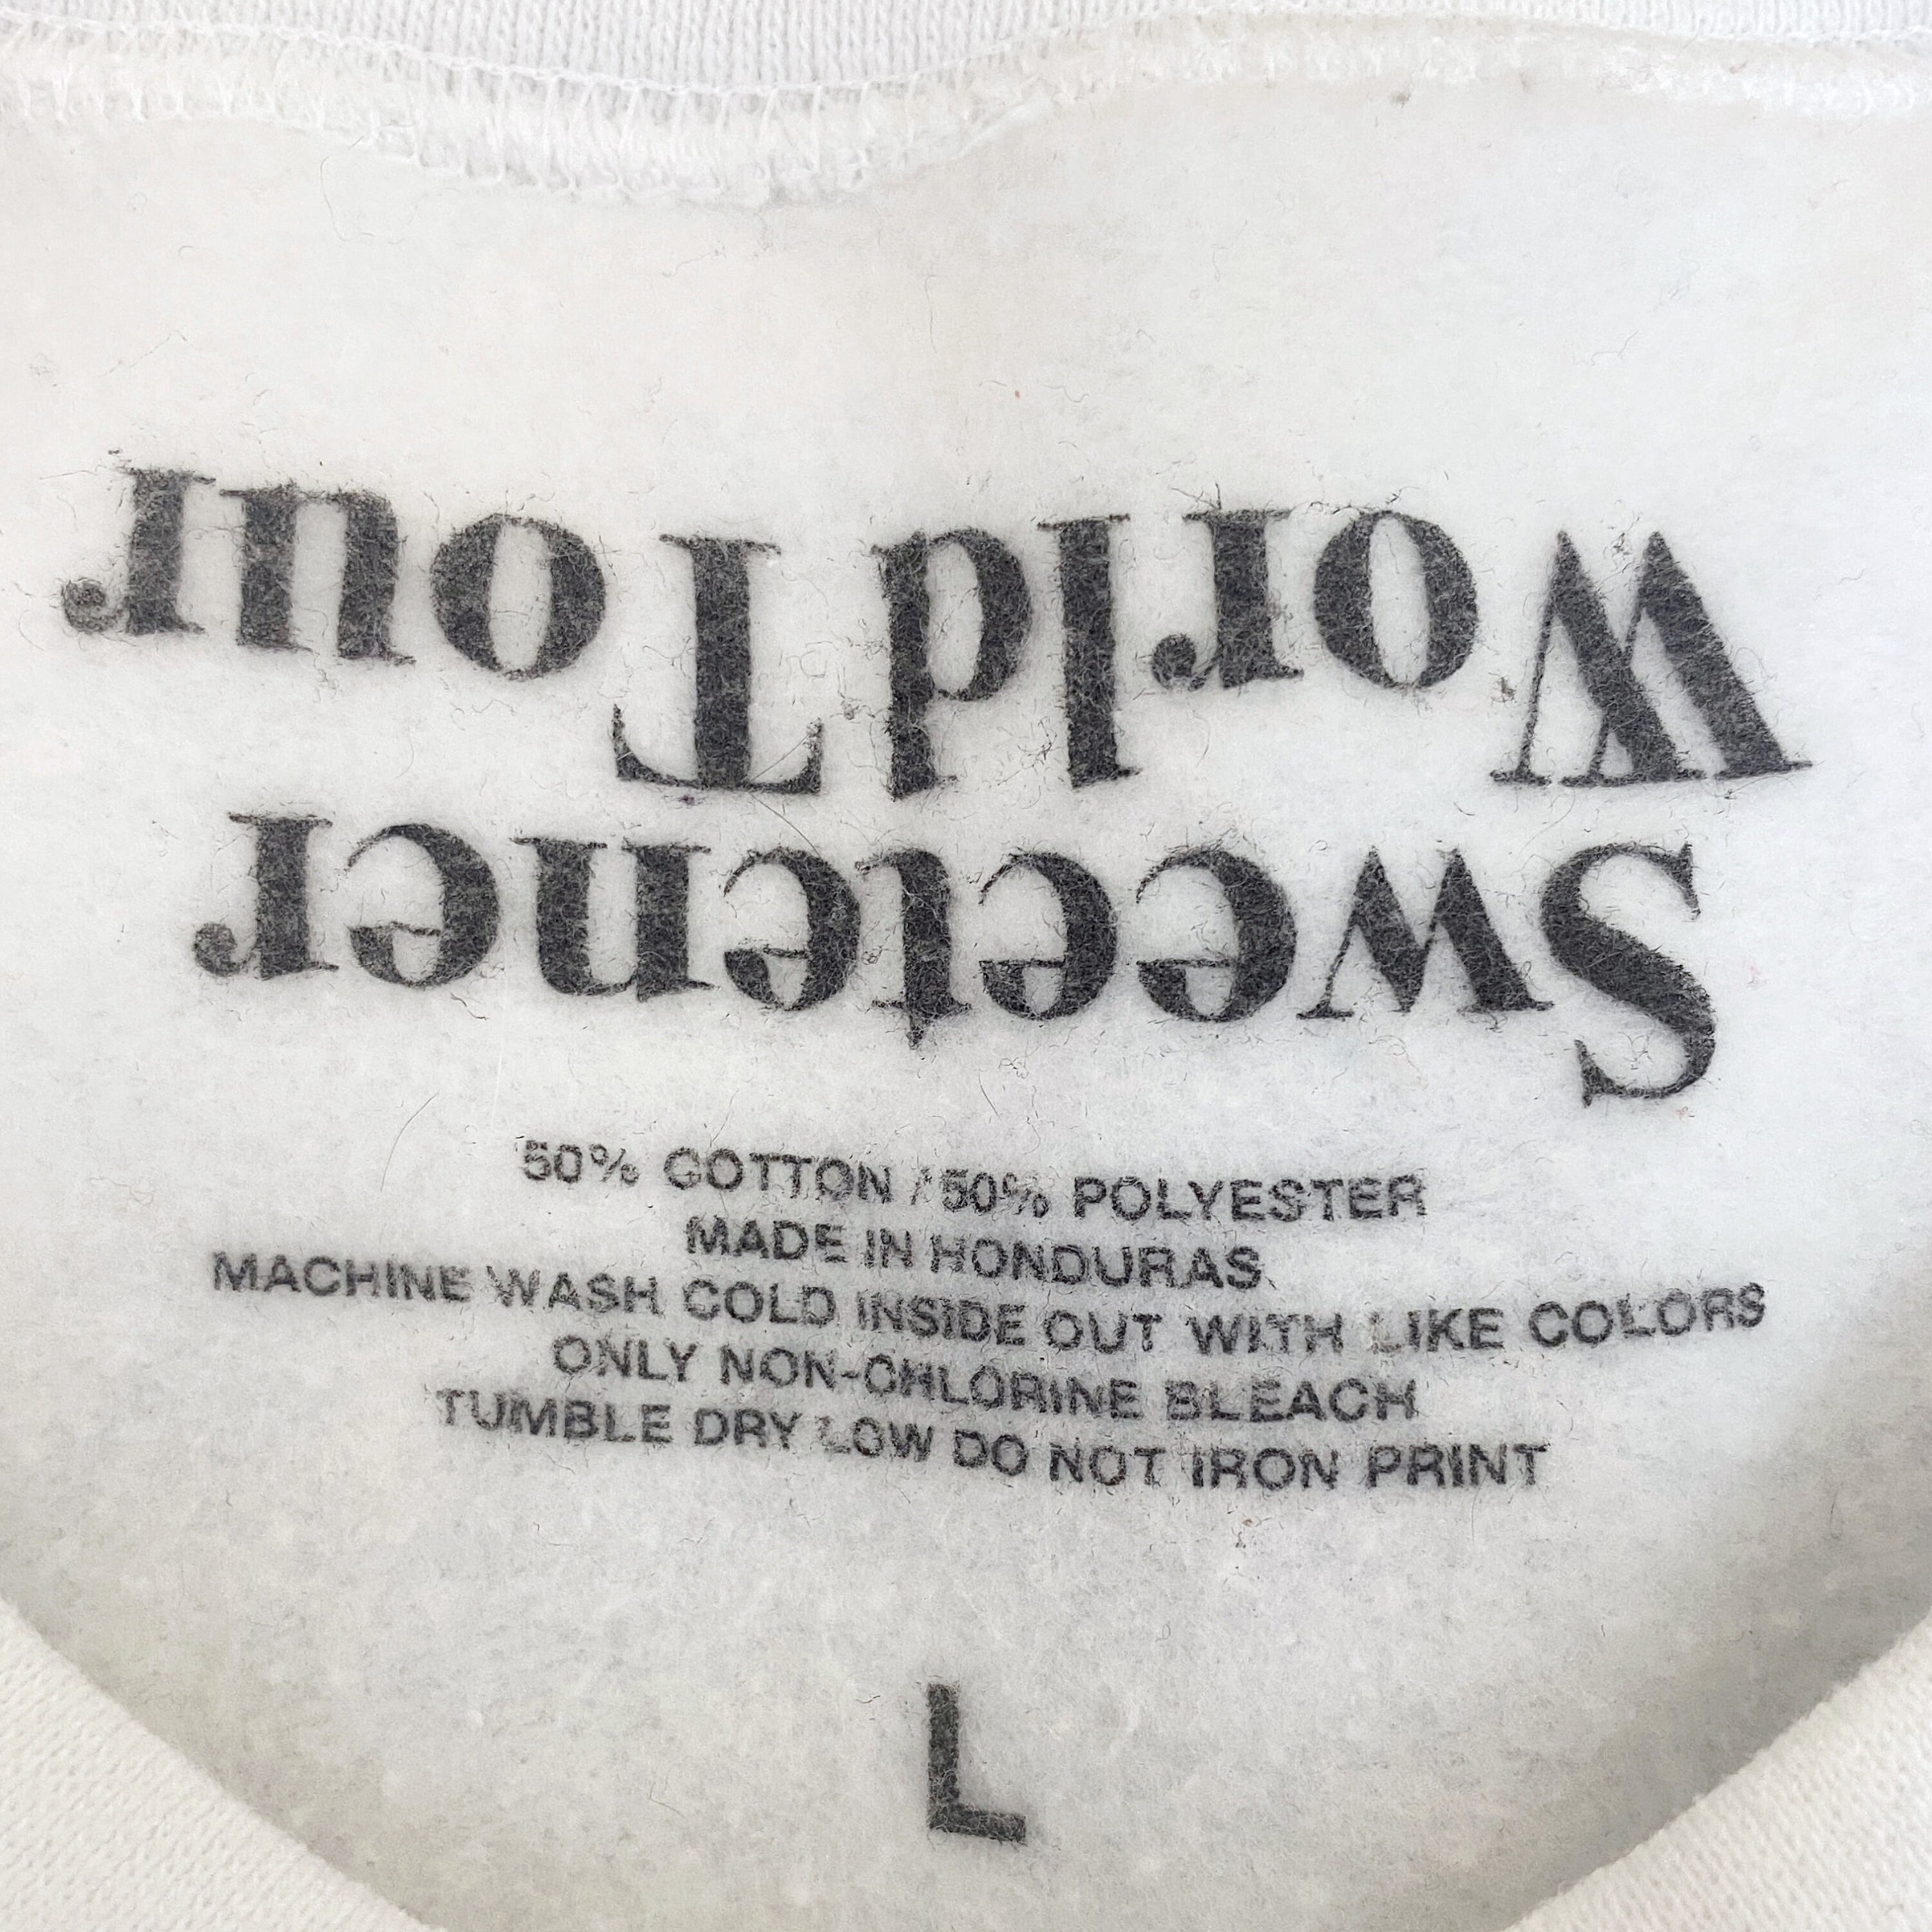 Sweetener
World Tour
50% COTTON / 50% POLYESTER
MADE IN HONDURAS
MACHINE WASH COLD INSIDE OUT WITH LIKE COLORS
ONLY NON-CHLORINE BLEACH
TUMBLE DRY LOW DO NOT IRON PRINT
L